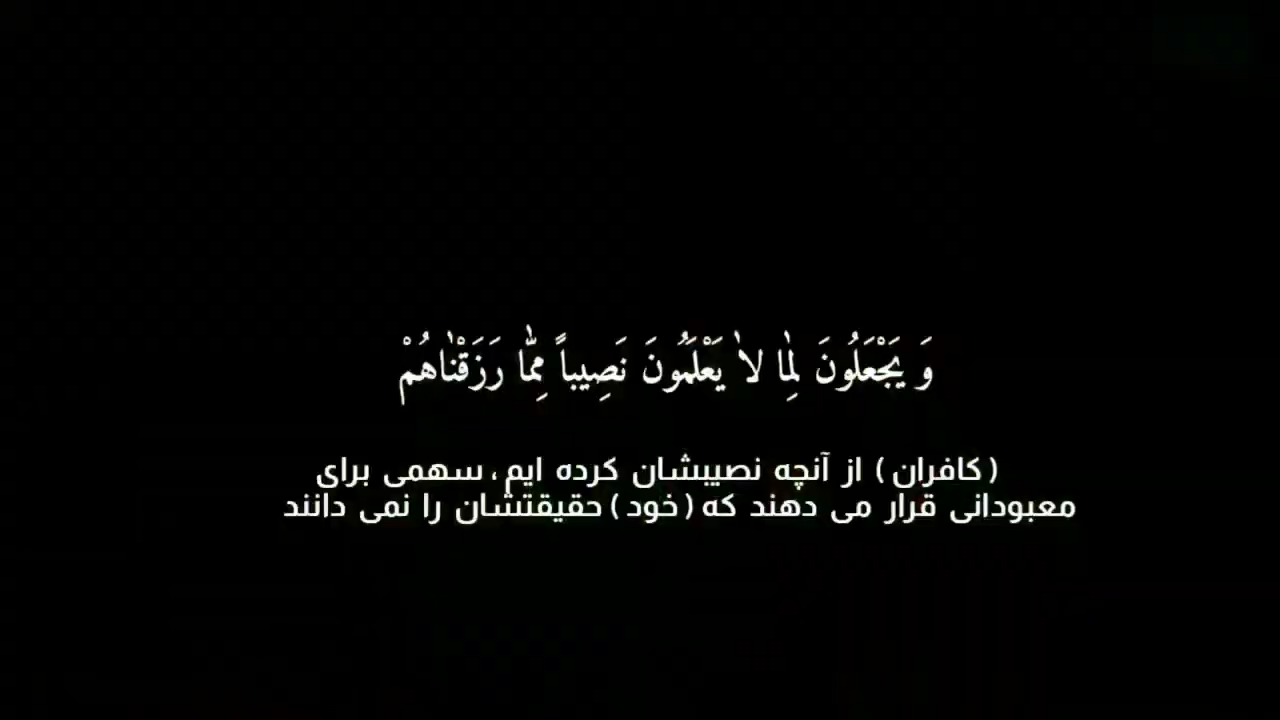 وَ يَجْعَلُونَ لِمٰا لاٰ يَعْلَمُونَ نَصِيباً مِمّٰا رَزَقْنٰاهُمْ
(کافران) از آنچه نصیبشان کرده ایم، سهمی برای
معبودانی قرار می دهند که (خود) حقیقتشان را نمی دانند